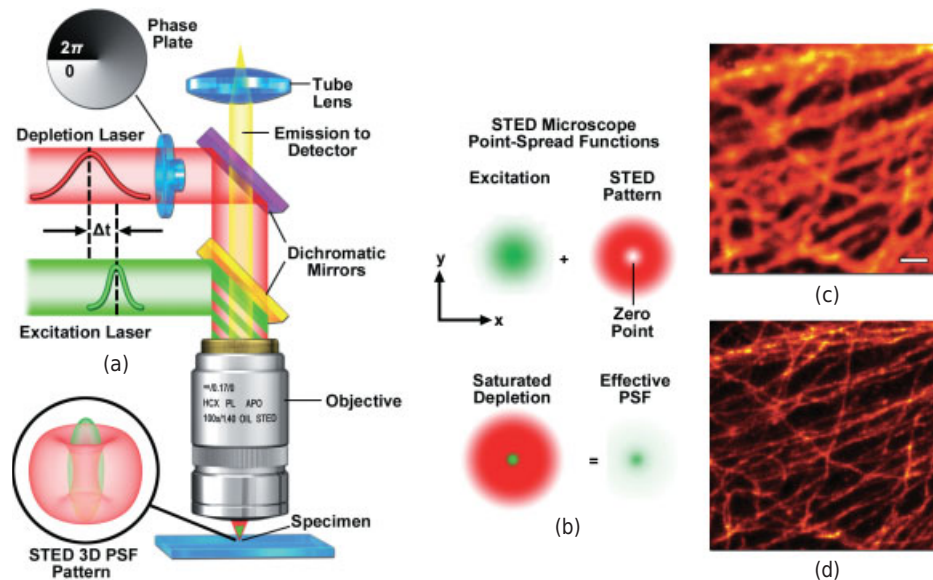 (a)
Phase
Plate
2π
0
Depletion Laser
Δt
Excitation Laser
Tube
Lens
Emission to
Detector
Dichromatic
Mirrors
∞/0.17/0
HCX PL APO
100x/1.40 OIL STED
Objective
Specimen
STED 3D PSF
Pattern
STED Microscope
Point-Spread Functions
Excitation
STED
Pattern
y
+
x
Zero
Point
Saturated
Depletion
Effective
PSF
=
(b)
(c)
(d)